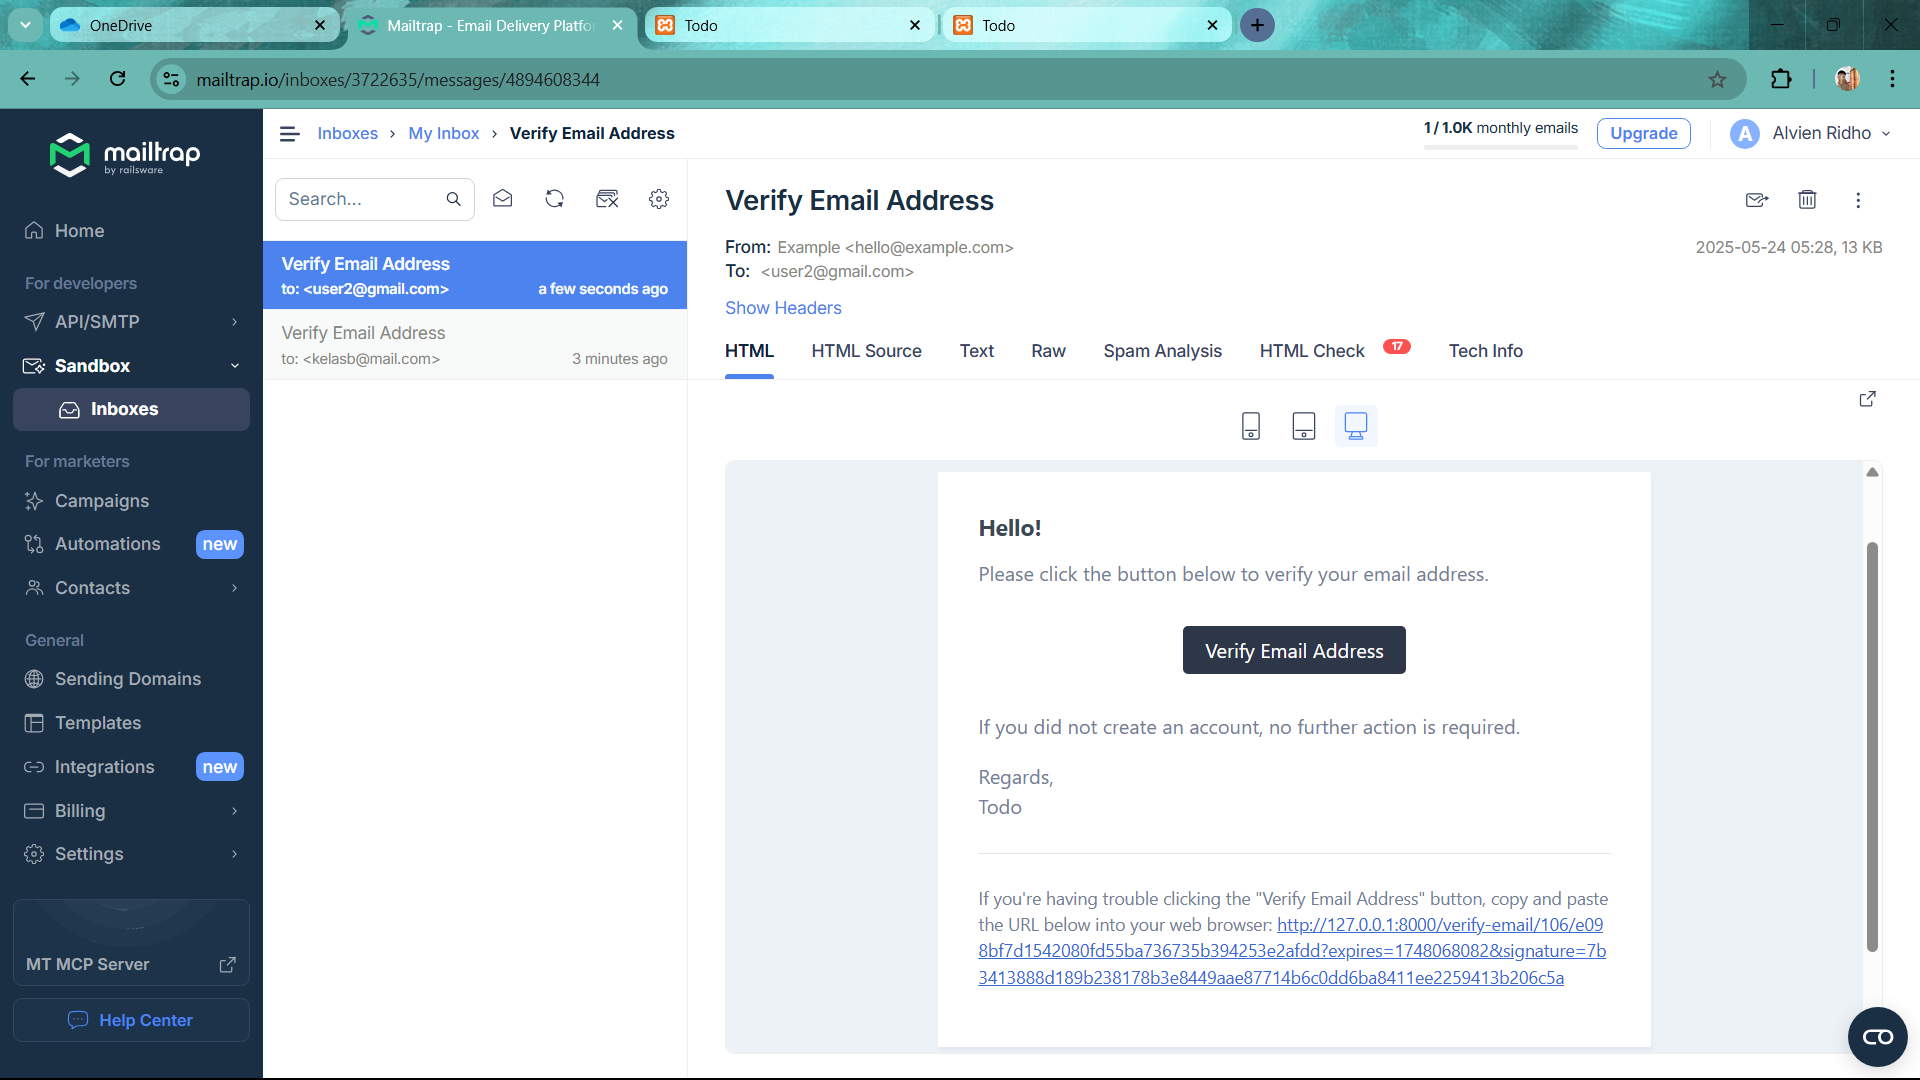 OneDrive
Mailtrap - Email Delivery Platfo
Todo
Todo
mailtrap.io/inboxes/3722635/messages/4894608344
mailtrap
by railsware
Home
For developers
API/SMTP
Sandbox
Inboxes
For marketers
Campaigns
Automations new
Contacts
General
Sending Domains
Templates
Integrations new
Billing
Settings
MT MCP Server
Help Center
Inboxes › My Inbox › Verify Email Address
1 / 1.0K monthly emails
Upgrade
A Alvien Ridho
Search...
Verify Email Address
to: <user2@gmail.com> a few seconds ago
Verify Email Address
to: <kelasb@mail.com> 3 minutes ago
Verify Email Address
From: Example <hello@example.com>
2025-05-24 05:28, 13 KB
To: <user2@gmail.com>
Show Headers
HTML HTML Source Text Raw Spam Analysis HTML Check 17 Tech Info
Hello!
Please click the button below to verify your email address.
Verify Email Address
If you did not create an account, no further action is required.
Regards,
Todo
If you're having trouble clicking the "Verify Email Address" button, copy and paste
the URL below into your web browser: http://127.0.0.1:8000/verify-email/106/e09
8bf7d1542080fd55ba736735b394253e2afdd?expires=1748068082&signature=7b
3413888d189b238178b3e8449aae87714b6c0dd6ba8411ee2259413b206c5a